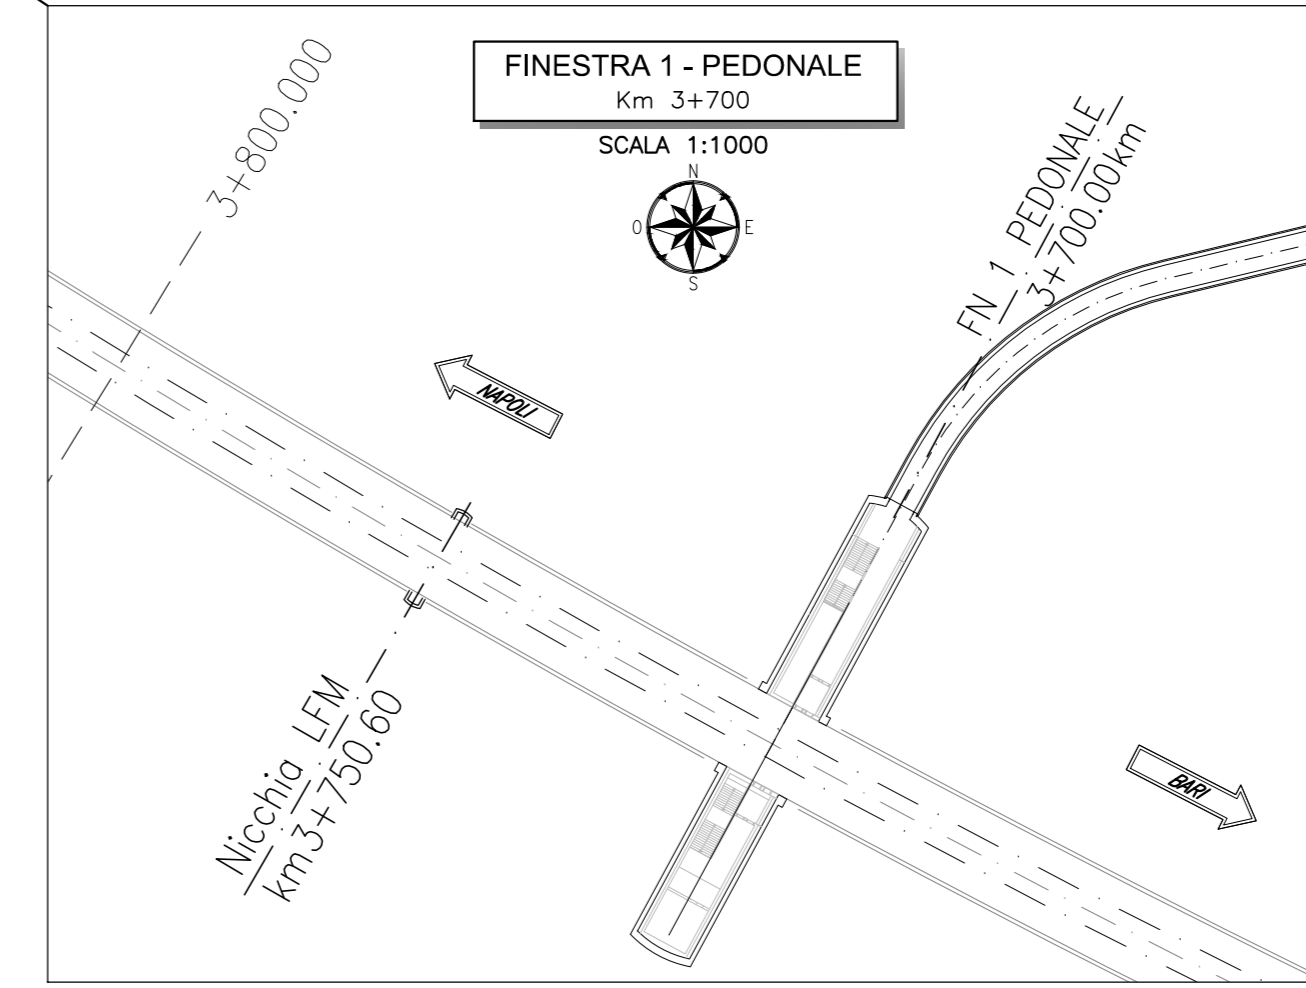 FINESTRA 1 - PEDONALE
Km 3+700
SCALA 1:1000
N
O
E
S
3+800.000
FN 1 PEDONALE
3+700.00km
NAPOLI
Nicchia LFM
km3+750.60
BARI